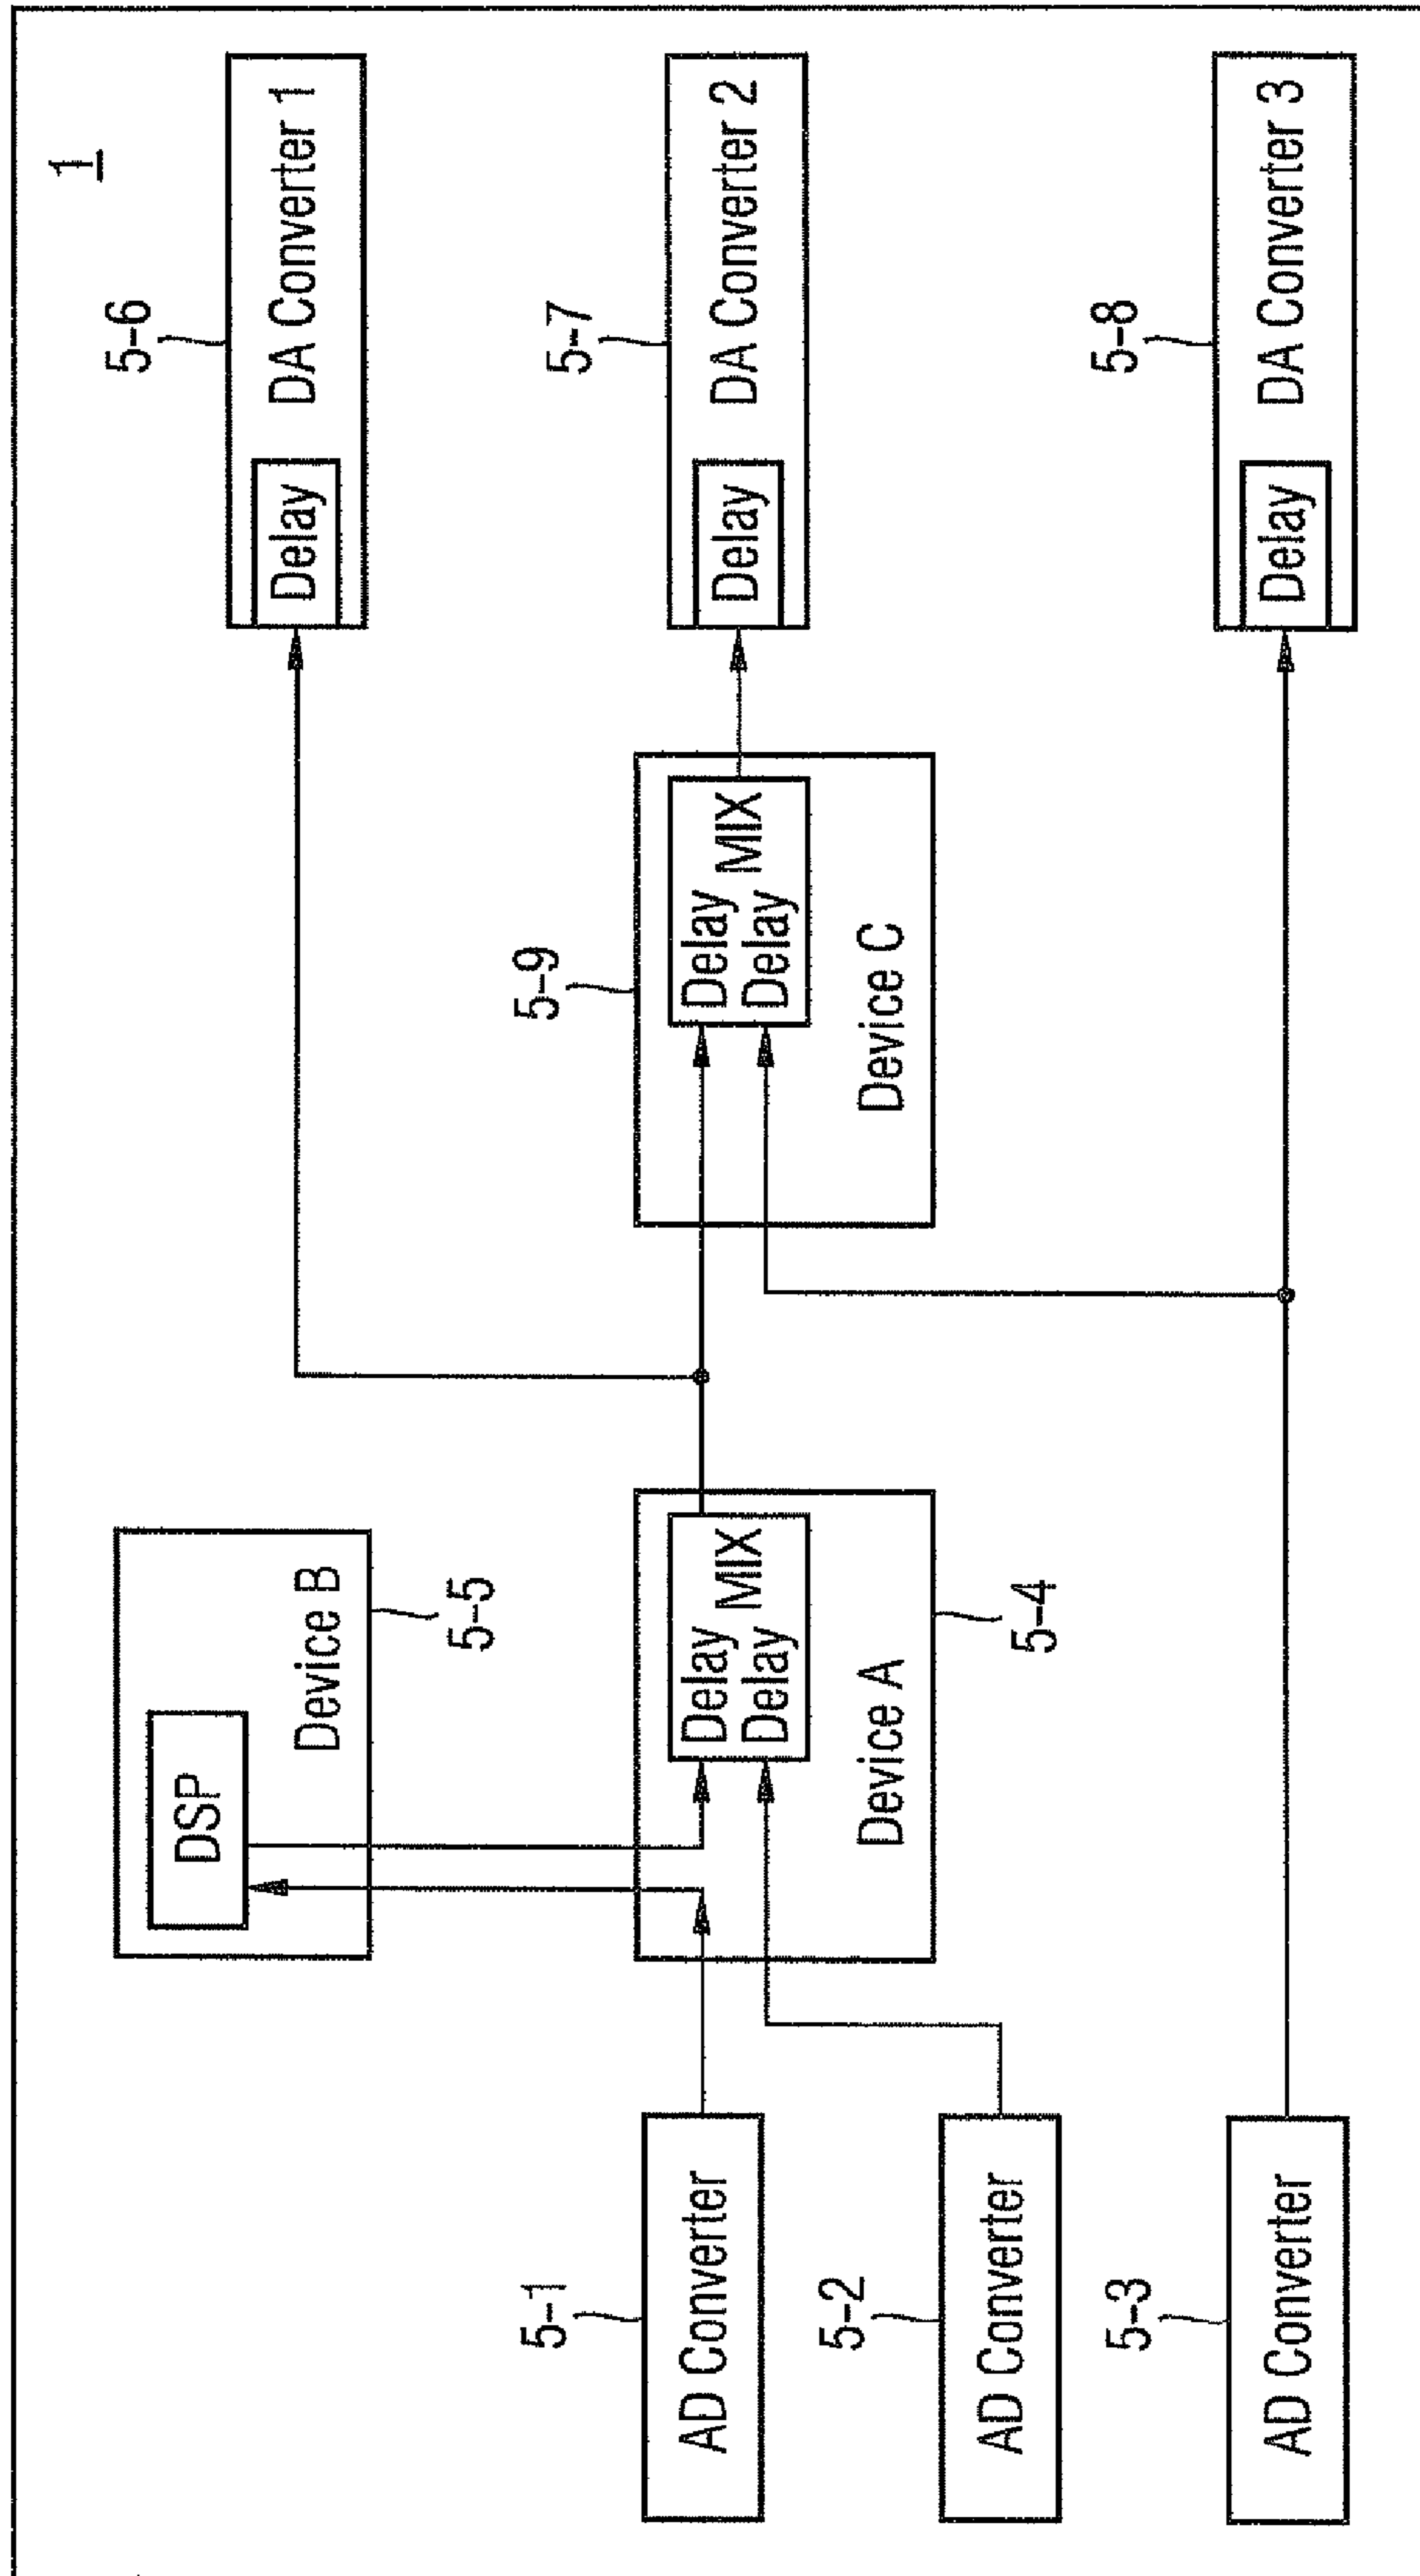 1
5-6
Delay
DA Converter 1
5-5
DSP
Device B
5-1
AD Converter
5-4
Delay
Delay
MIX
Device A
5-9
Delay
Delay
MIX
Device C
5-7
Delay
DA Converter 2
5-2
AD Converter
5-3
AD Converter
5-8
Delay
DA Converter 3